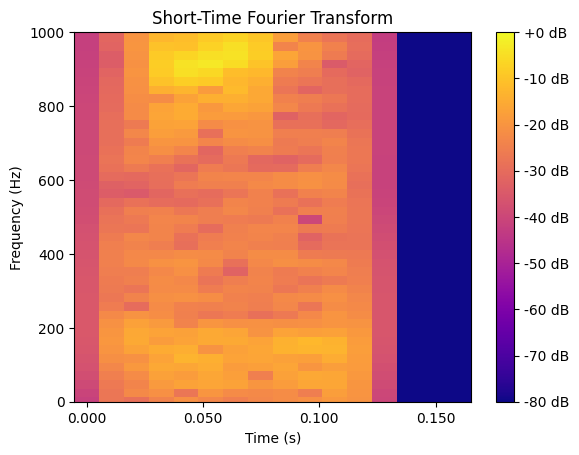 Short-Time Fourier Transform
1000
800
600
400
200
0
Frequency (Hz)
0.000
0.050
0.100
0.150
Time (s)
+0 dB
-10 dB
-20 dB
-30 dB
-40 dB
-50 dB
-60 dB
-70 dB
-80 dB